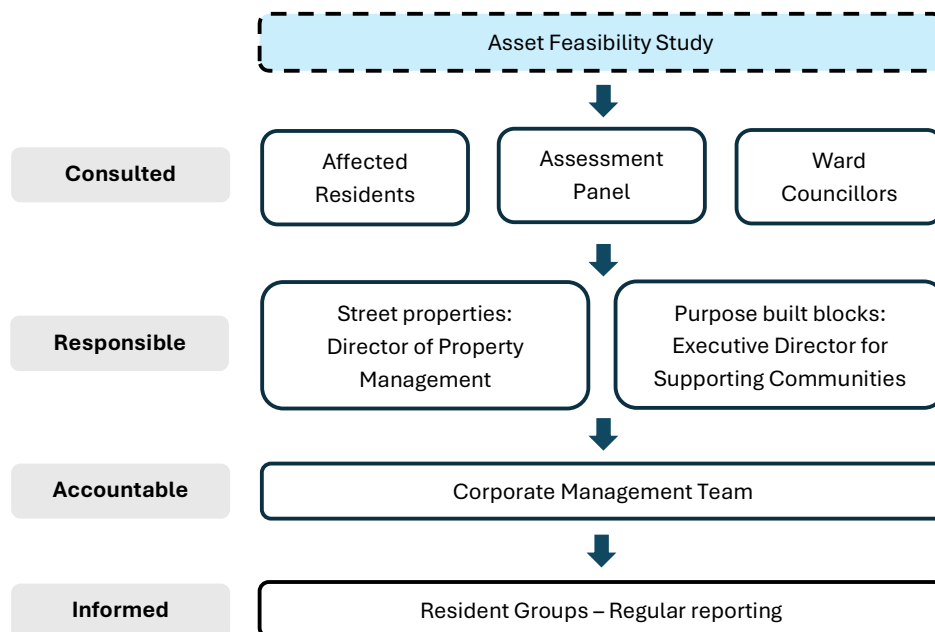 Asset Feasibility Study
Consulted
Affected
Residents
Assessment
Panel
Ward
Councillors
Responsible
Street properties:
Director of Property
Management
Purpose built blocks:
Executive Director for
Supporting Communities
Accountable
Corporate Management Team
Informed
Resident Groups – Regular reporting